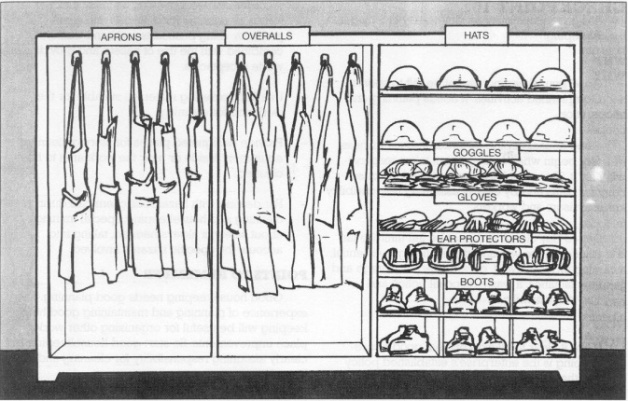 APRONS
OVERALLS
HATS
GOGGLES
GLOVES
EAR PROTECTORS
BOOTS